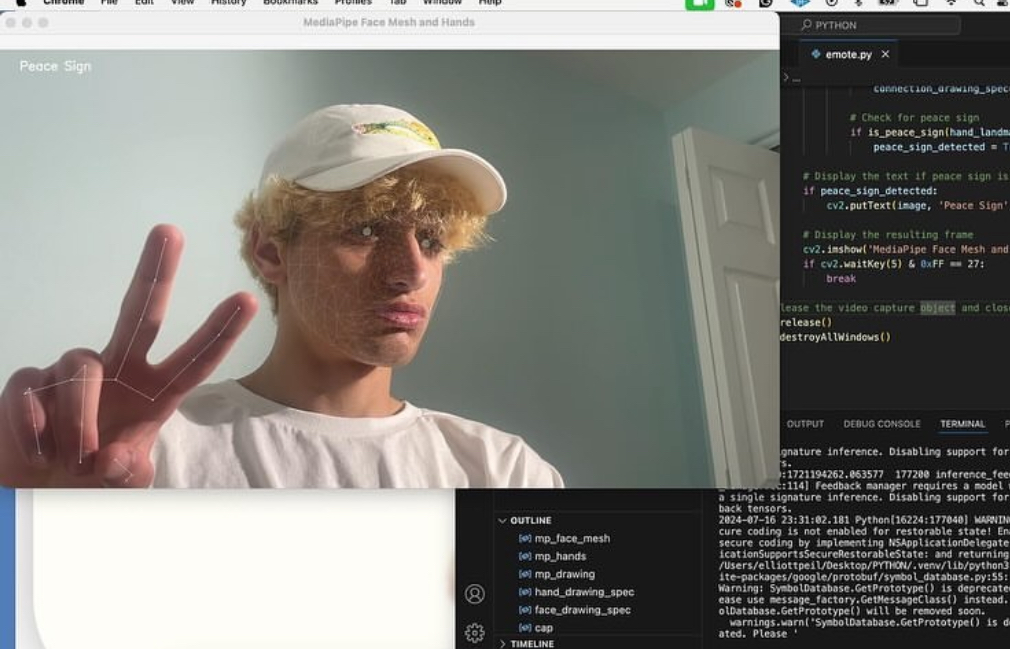 Chrome File Edit View History Bookmarks Profiles Tab Window Help
MediaPipe Face Mesh and Hands
Peace Sign
PYTHON
emote.py
...
connection_drawing_spec
# Check for peace sign
if is_peace_sign(hand_landma
peace_sign_detected = T
# Display the text if peace sign is
if peace_sign_detected:
cv2.putText(image, 'Peace Sign'
# Display the resulting frame
cv2.imshow('MediaPipe Face Mesh and
if cv2.waitKey(5) & 0xFF == 27:
break
lease the video capture object and close
release()
destroyAllWindows()
OUTPUT DEBUG CONSOLE TERMINAL P
gnature inference. Disabling support for
rs.
:1721194262.063577 177200 inference_feed
:114] Feedback manager requires a model w
a single signature inference. Disabling support for
back tensors.
2024-07-16 23:31:02.181 Python[16224:177040] WARNIN
cure coding is not enabled for restorable state! Ena
secure coding by implementing NSApplicationDelegate
icationSupportsSecureRestorableState: and returning
/Users/elliottpeil/Desktop/PYTHON/.venv/lib/python3
ite-packages/google/protobuf/symbol_database.py:55:
Warning: SymbolDatabase.GetPrototype() is deprecate
ease use message_factory.GetMessageClass() instead.
olDatabase.GetPrototype() will be removed soon.
warnings.warn('SymbolDatabase.GetPrototype() is de
ated. Please '
OUTLINE
mp_face_mesh
mp_hands
mp_drawing
hand_drawing_spec
face_drawing_spec
cap
TIMELINE